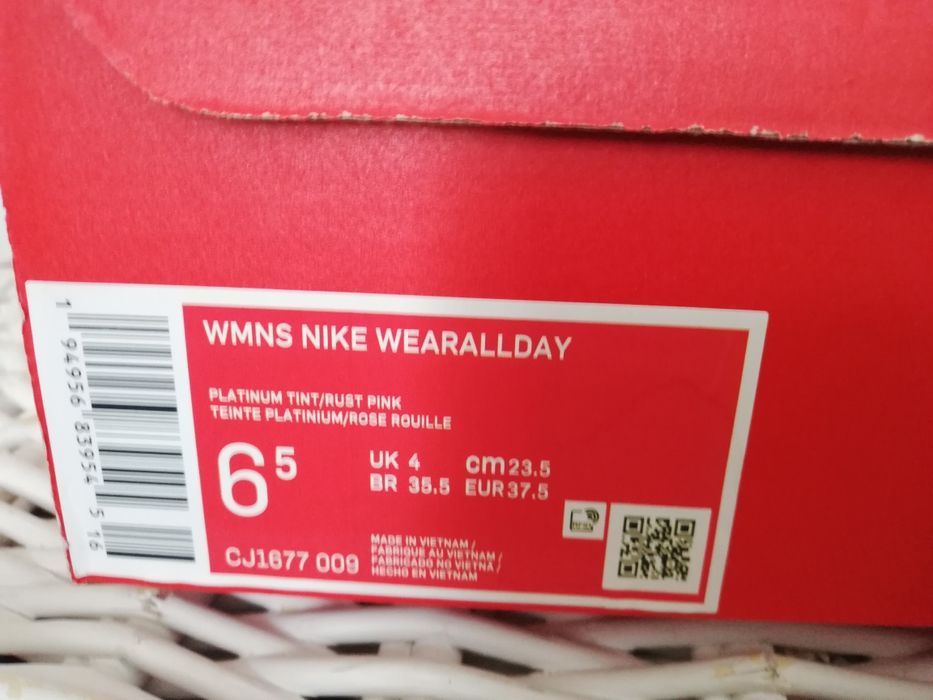 WMNS NIKE WEARALLDAY
PLATINUM TINT/RUST PINK
TEINTE PLATINIUM/ROSE ROUILLE
6 5
UK 4 cm 23.5
BR 35.5 EUR 37.5
CJ1677 009
MADE IN VIETNAM /
FABRIQUE AU VIETNAM /
FABRICADO NO VIETNA /
HECHO EN VIETNAM
1 94956 83954 5 16